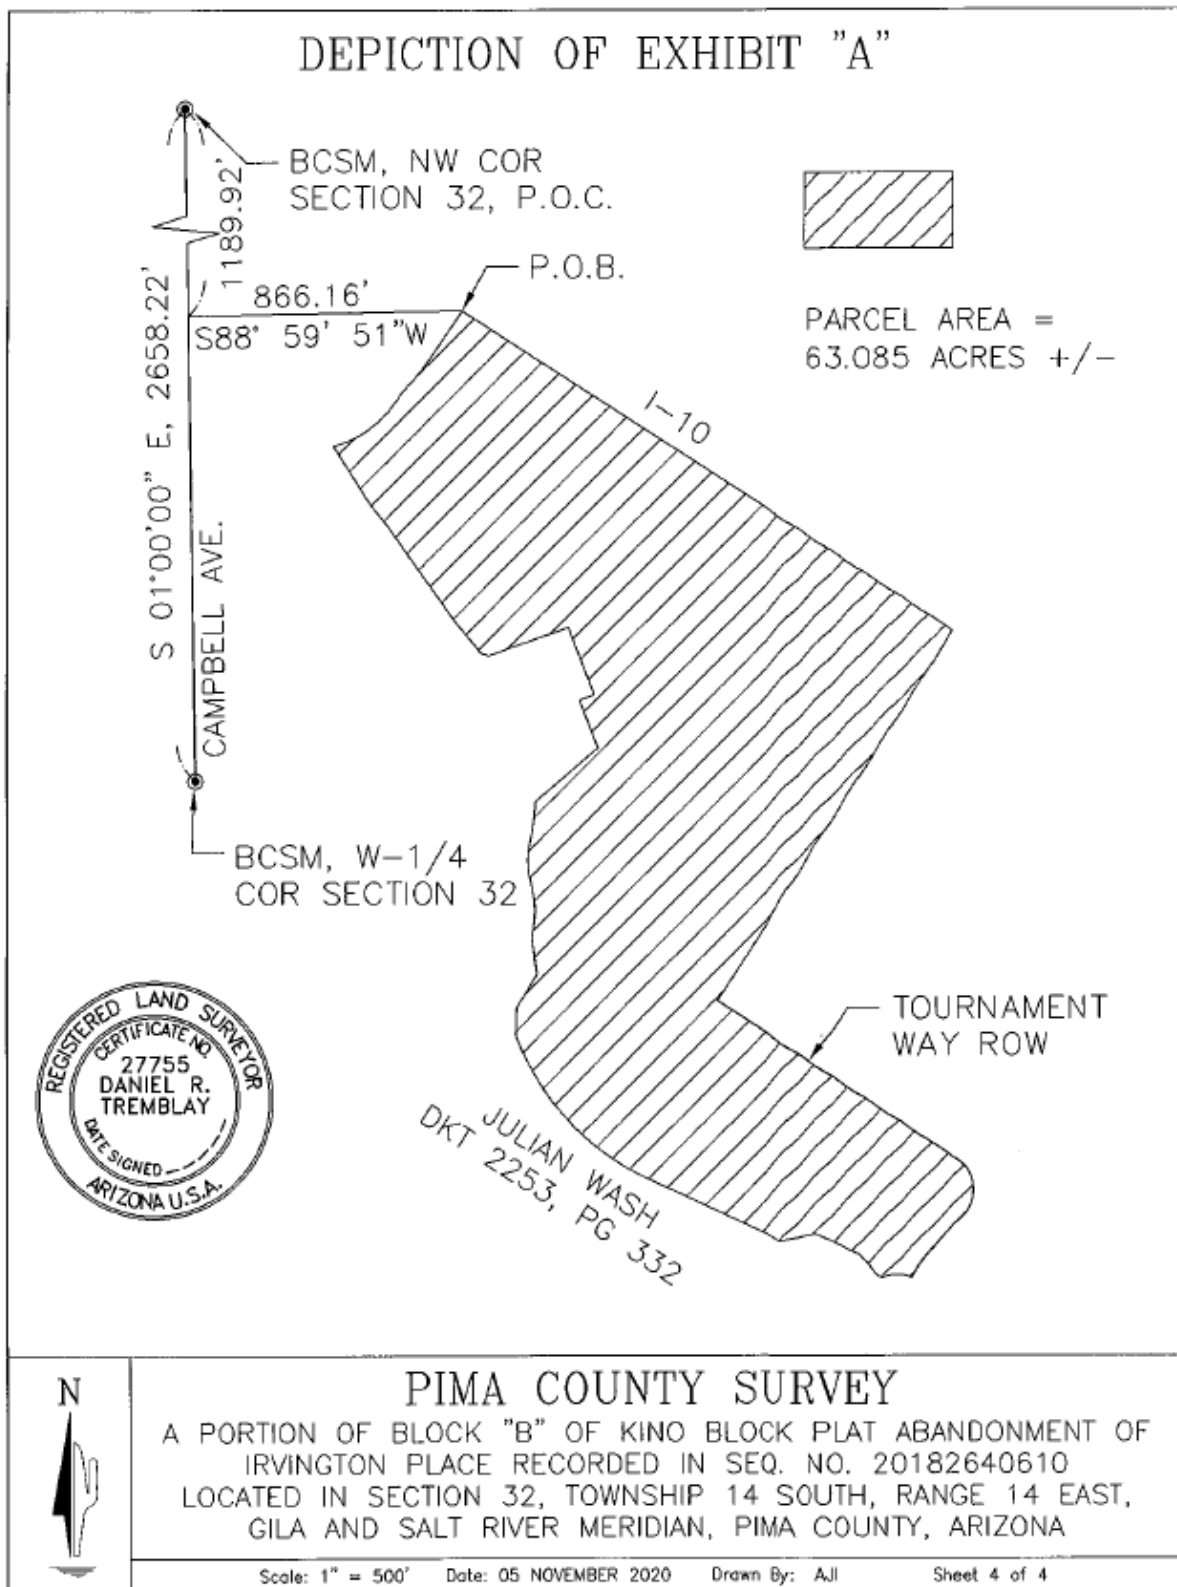 DEPICTION OF EXHIBIT "A"
BCSM, NW COR
SECTION 32, P.O.C.
1189.92'
P.O.B.
866.16'
S88° 59' 51"W
PARCEL AREA =
63.085 ACRES +/-
I-10
S 01°00'00" E, 2658.22'
CAMPBELL AVE.
BCSM, W-1/4
COR SECTION 32
TOURNAMENT
WAY ROW
REGISTERED LAND SURVEYOR
CERTIFICATE NO.
27755
DANIEL R.
TREMBLAY
DATE SIGNED
ARIZONA U.S.A.
JULIAN WASH
DKT 2253, PG 332
N
PIMA COUNTY SURVEY
A PORTION OF BLOCK "B" OF KINO BLOCK PLAT ABANDONMENT OF
IRVINGTON PLACE RECORDED IN SEQ. NO. 20182640610
LOCATED IN SECTION 32, TOWNSHIP 14 SOUTH, RANGE 14 EAST,
GILA AND SALT RIVER MERIDIAN, PIMA COUNTY, ARIZONA
Scale: 1" = 500' Date: 05 NOVEMBER 2020 Drawn By: AJI Sheet 4 of 4